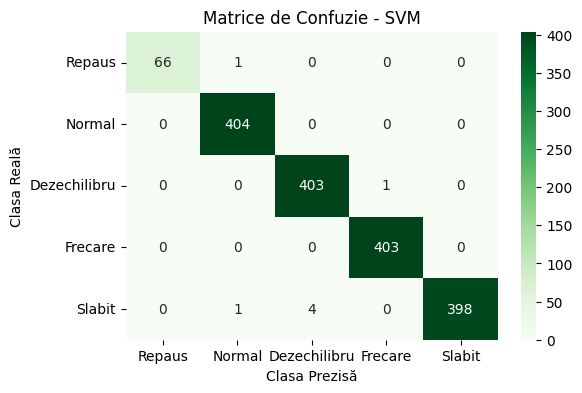 Matrice de Confuzie - SVM
Clasa Reală
Repaus 66 1 0 0 0
Normal 0 404 0 0 0
Dezechilibru 0 0 403 1 0
Frecare 0 0 0 403 0
Slabit 0 1 4 0 398
Repaus Normal Dezechilibru Frecare Slabit
Clasa Prezisă
400
350
300
250
200
150
100
50
0